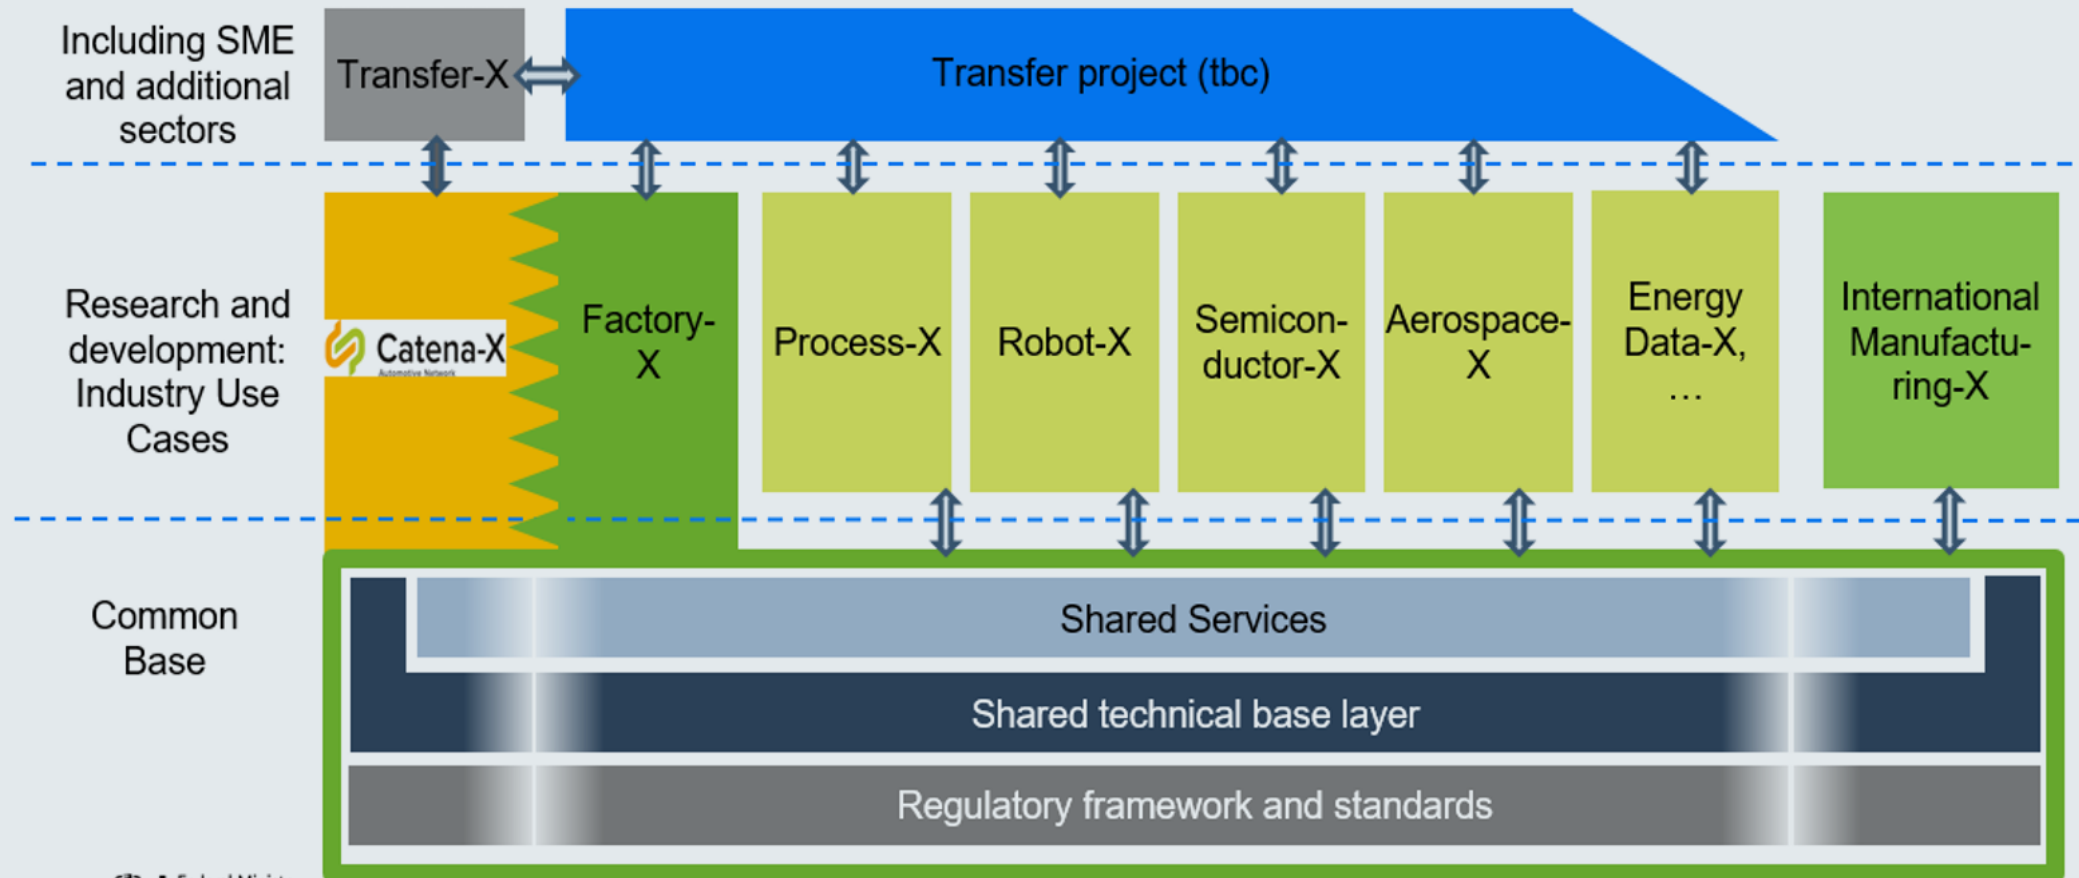 Including SME
and additional
sectors
Transfer-X
Transfer project (tbc)
Research and
development:
Industry Use
Cases
Catena-X
Automotive Network
Factory-
X
Process-X
Robot-X
Semicon-
ductor-X
Aerospace-
X
Energy
Data-X,
...
International
Manufactu-
ring-X
Common
Base
Shared Services
Shared technical base layer
Regulatory framework and standards